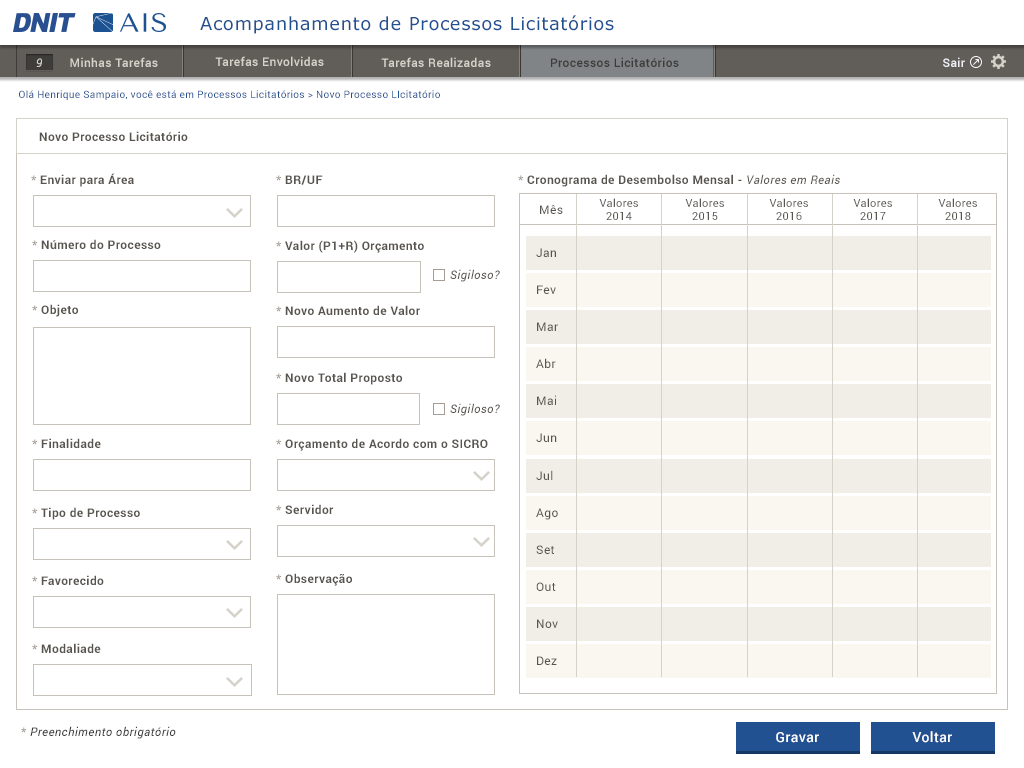 DNIT AIS Acompanhamento de Processos Licitatórios
9 Minhas Tarefas Tarefas Envolvidas Tarefas Realizadas Processos Licitatórios Sair
Olá Henrique Sampaio, você está em Processos Licitatórios > Novo Processo LIcitatório
Novo Processo Licitatório
* Enviar para Área
* Número do Processo
* Objeto
* Finalidade
* Tipo de Processo
* Favorecido
* Modaliade
* BR/UF
* Valor (P1+R) Orçamento
Sigiloso?
* Novo Aumento de Valor
* Novo Total Proposto
Sigiloso?
* Orçamento de Acordo com o SICRO
* Servidor
* Observação
* Cronograma de Desembolso Mensal - Valores em Reais
Mês Valores 2014 Valores 2015 Valores 2016 Valores 2017 Valores 2018
Jan
Fev
Mar
Abr
Mai
Jun
Jul
Ago
Set
Out
Nov
Dez
* Preenchimento obrigatório
Gravar Voltar